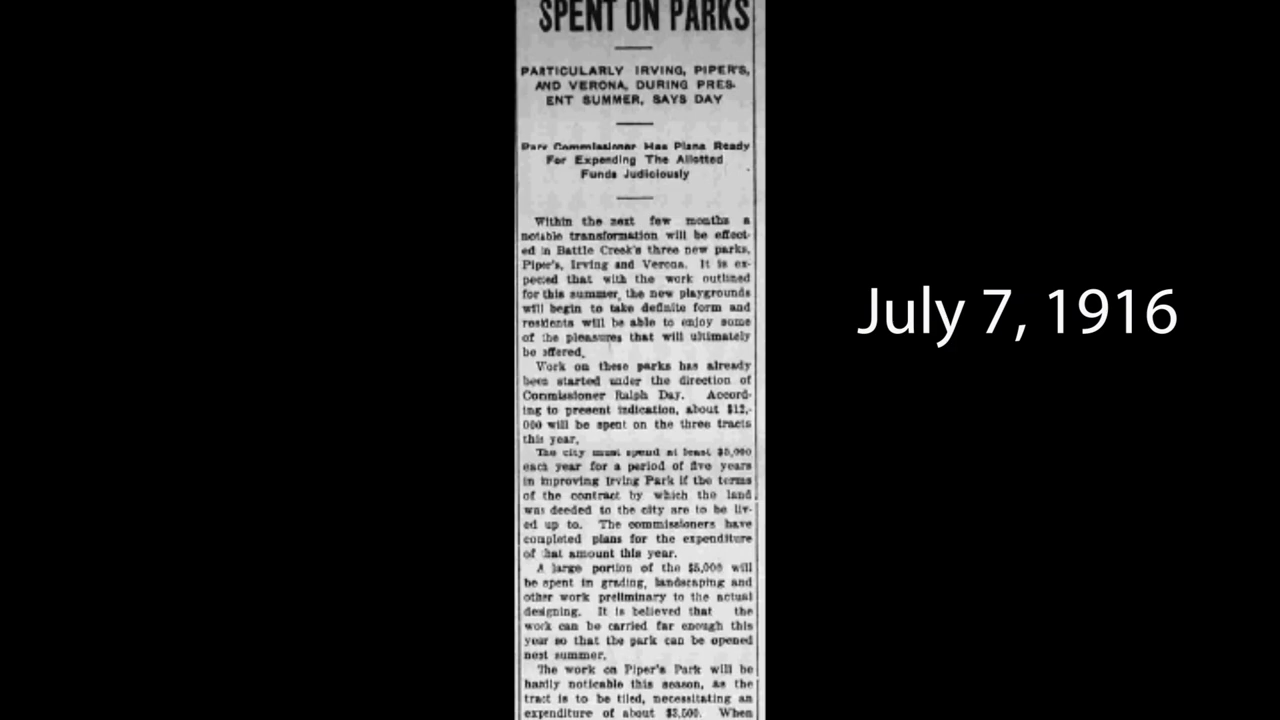 SPENT ON PARKS
PARTICULARLY IRVING, PIPER'S,
AND VERONA, DURING PRES-
ENT SUMMER, SAYS DAY
Park Commissioner Has Plans Ready
For Expending The Allotted
Funds Judiciously
Within the next few months a
notable transformation will be effect-
ed in Battle Creek's three new parks,
Piper's, Irving and Verona. It is ex-
pected that with the work outlined
for this summer, the new playgrounds
will begin to take definite form and
residents will be able to enjoy some
of the pleasures that will ultimately
be offered.
Work on these parks has already
been started under the direction of
Commissioner Ralph Day. Accord-
ing to present indication, about $12,-
000 will be spent on the three tracts
this year.
The city must spend at least $5,000
each year for a period of five years
in improving Irving Park if the terms
of the contract by which the land
was deeded to the city are to be liv-
ed up to. The commissioners have
completed plans for the expenditure
of that amount this year.
A large portion of the $5,000 will
be spent in grading, landscaping and
other work preliminary to the actual
designing. It is believed that the
work can be carried far enough this
year so that the park can be opened
next summer.
The work on Piper's Park will be
hardly noticable this season, as the
tract is to be tiled, necessitating an
expenditure of about $3,500. When
July 7, 1916